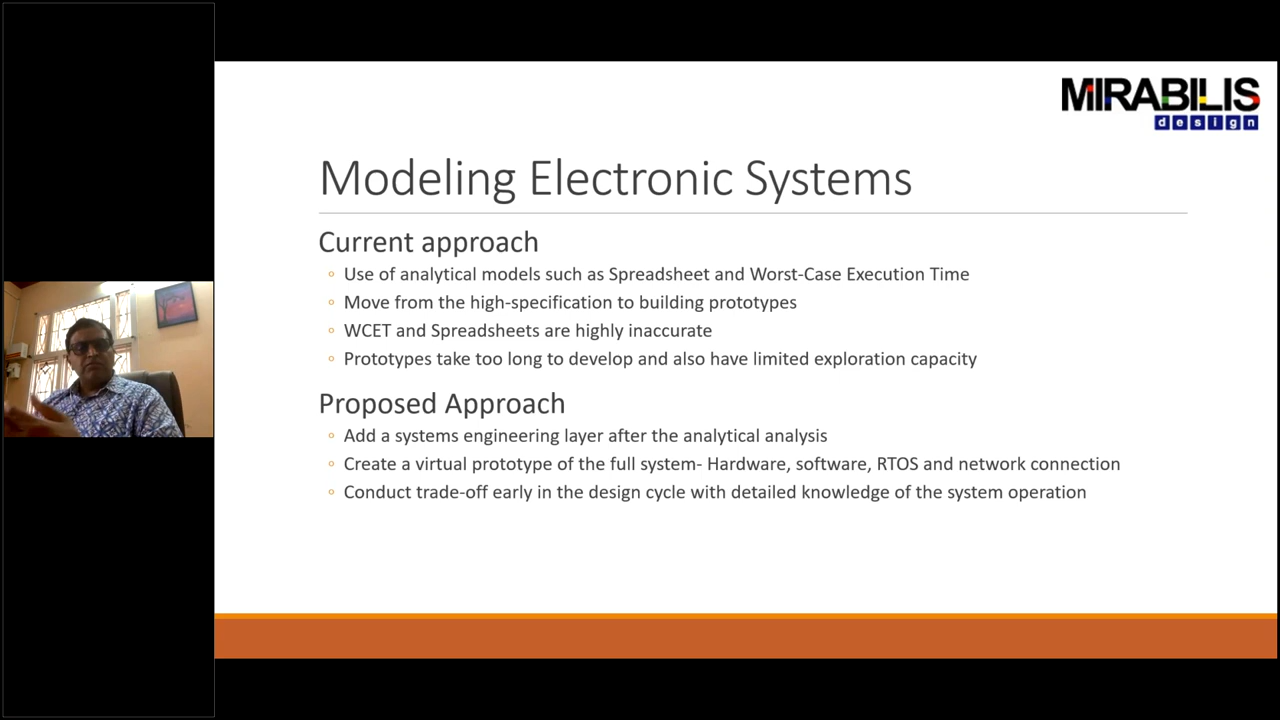 MIRABILIS
design
Modeling Electronic Systems
Current approach
◦ Use of analytical models such as Spreadsheet and Worst-Case Execution Time
◦ Move from the high-specification to building prototypes
◦ WCET and Spreadsheets are highly inaccurate
◦ Prototypes take too long to develop and also have limited exploration capacity
Proposed Approach
◦ Add a systems engineering layer after the analytical analysis
◦ Create a virtual prototype of the full system- Hardware, software, RTOS and network connection
◦ Conduct trade-off early in the design cycle with detailed knowledge of the system operation